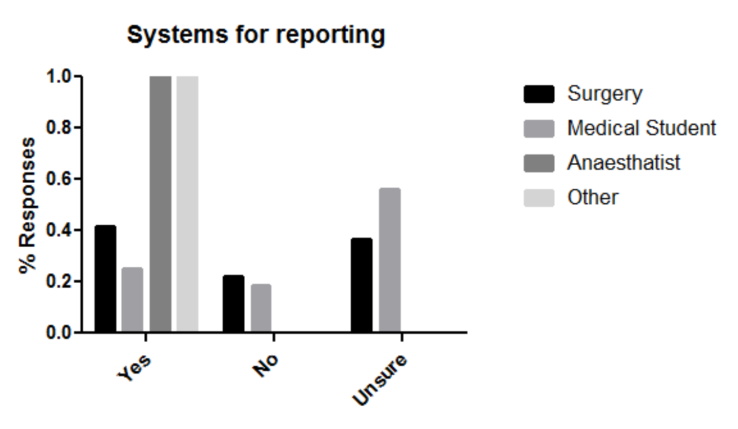 Systems for reporting
% Responses
1.0
0.8
0.6
0.4
0.2
0.0
Yes
No
Unsure
Surgery
Medical Student
Anaesthatist
Other